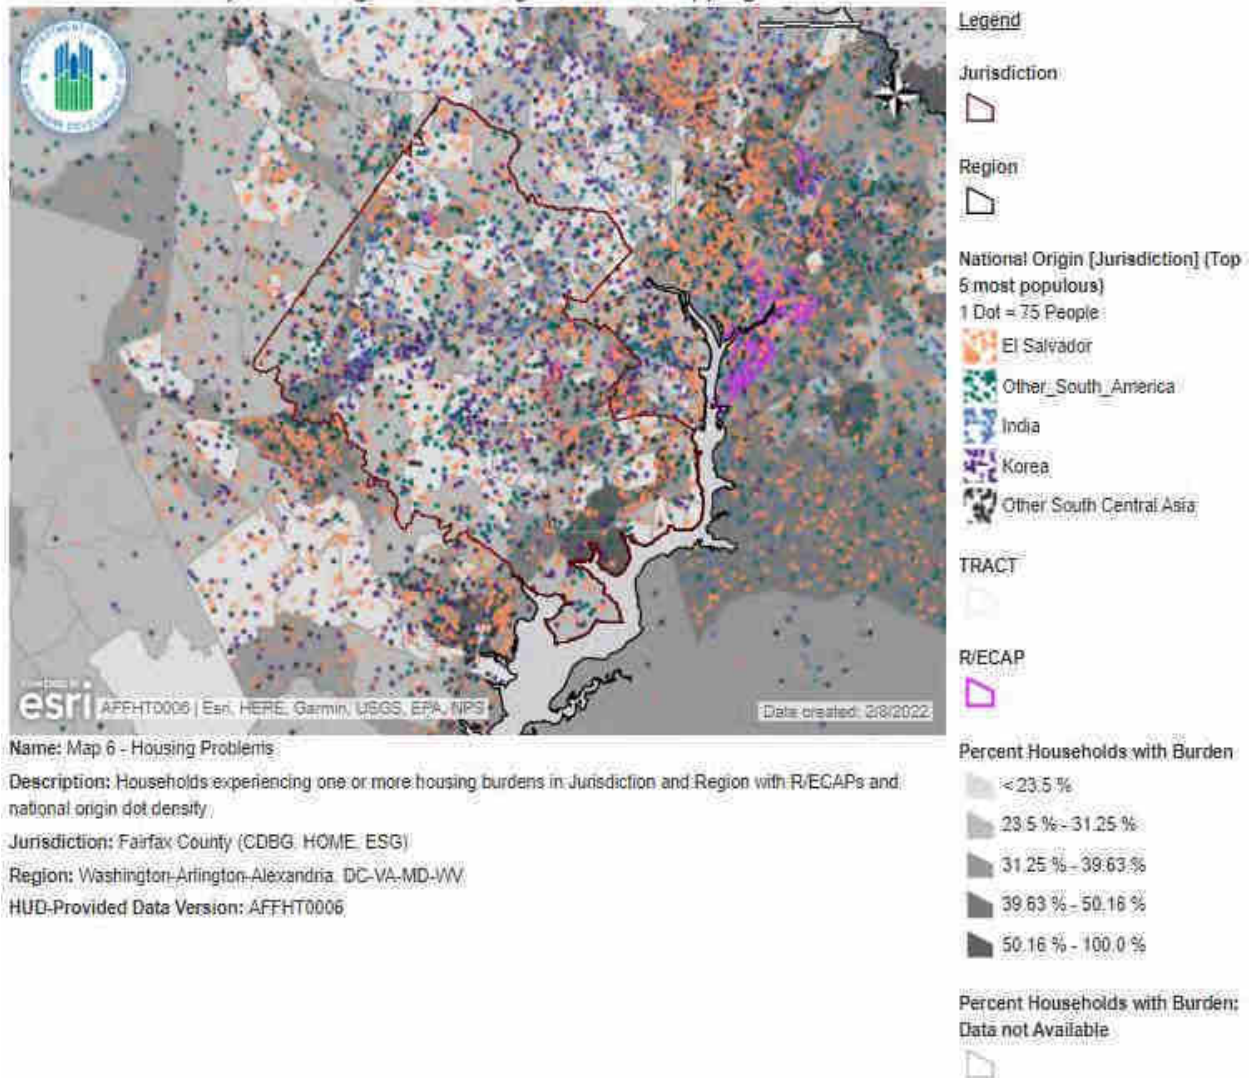 esri
AFFHT0006 | Esri, HERE, Garmin, USGS, EPA, NPS
Date created: 2/8/2022
Name: Map 6 - Housing Problems
Description: Households experiencing one or more housing burdens in Jurisdiction and Region with R/ECAPs and
national origin dot density
Jurisdiction: Fairfax County (CDBG, HOME, ESG)
Region: Washington-Arlington-Alexandria, DC-VA-MD-WV
HUD-Provided Data Version: AFFHT0006
Legend
Jurisdiction
Region
National Origin [Jurisdiction] (Top
5 most populous)
1 Dot = 75 People
El Salvador
Other_South_America
India
Korea
Other South Central Asia
TRACT
R/ECAP
Percent Households with Burden
< 23.5 %
23.5 % - 31.25 %
31.25 % - 39.63 %
39.63 % - 50.16 %
50.16 % - 100.0 %
Percent Households with Burden:
Data not Available